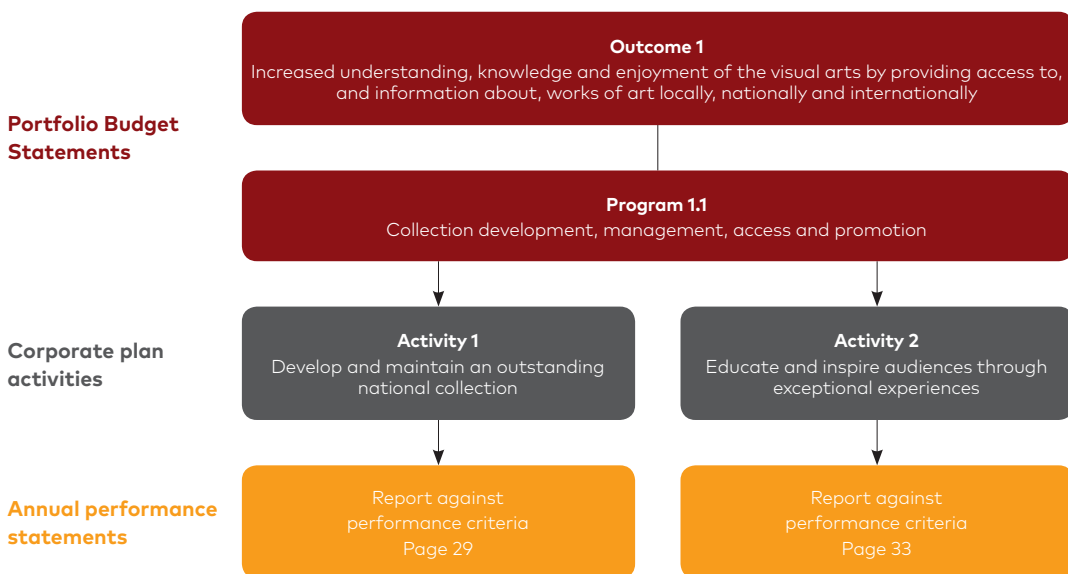 Outcome 1
Increased understanding, knowledge and enjoyment of the visual arts by providing access to,
and information about, works of art locally, nationally and internationally
Portfolio Budget
Statements
Program 1.1
Collection development, management, access and promotion
Corporate plan
activities
Activity 1
Develop and maintain an outstanding
national collection
Activity 2
Educate and inspire audiences through
exceptional experiences
Annual performance
statements
Report against
performance criteria
Page 29
Report against
performance criteria
Page 33